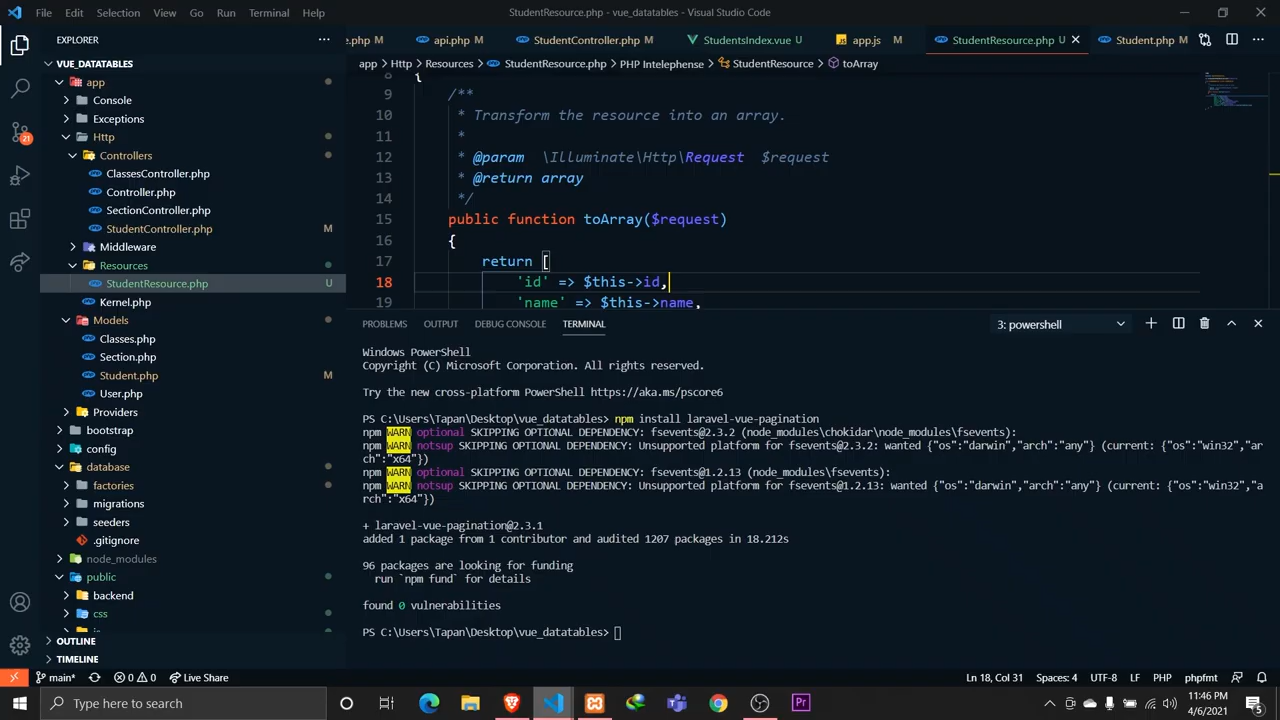 File Edit Selection View Go Run Terminal Help StudentResource.php - vue_datatables - Visual Studio Code
EXPLORER ··· e.php M api.php M StudentController.php M StudentsIndex.vue U app.js M StudentResource.php U Student.php M ···
VUE_DATATABLES
app > Http > Resources > StudentResource.php > PHP Intelephense > StudentResource > toArray
app
Console
Exceptions
Http
Controllers
ClassesController.php
Controller.php
SectionController.php
StudentController.php M
Middleware
Resources
StudentResource.php U
Kernel.php
Models
Classes.php
Section.php
Student.php M
User.php
Providers
bootstrap
config
database
factories
migrations
seeders
.gitignore
node_modules
public
backend
css
OUTLINE
TIMELINE
21
8 {
9 /**
10 * Transform the resource into an array.
11 *
12 * @param \Illuminate\Http\Request $request
13 * @return array
14 */
15 public function toArray($request)
16 {
17 return [
18 'id' => $this->id,
19 'name' => $this->name,
PROBLEMS OUTPUT DEBUG CONSOLE TERMINAL 3: powershell
Windows PowerShell
Copyright (C) Microsoft Corporation. All rights reserved.
Try the new cross-platform PowerShell https://aka.ms/pscore6
PS C:\Users\Tapan\Desktop\vue_datatables> npm install laravel-vue-pagination
npm WARN optional SKIPPING OPTIONAL DEPENDENCY: fsevents@2.3.2 (node_modules\chokidar\node_modules\fsevents):
npm WARN notsup SKIPPING OPTIONAL DEPENDENCY: Unsupported platform for fsevents@2.3.2: wanted {"os":"darwin","arch":"any"} (current: {"os":"win32","a
rch":"x64"})
npm WARN optional SKIPPING OPTIONAL DEPENDENCY: fsevents@1.2.13 (node_modules\fsevents):
npm WARN notsup SKIPPING OPTIONAL DEPENDENCY: Unsupported platform for fsevents@1.2.13: wanted {"os":"darwin","arch":"any"} (current: {"os":"win32","a
rch":"x64"})
+ laravel-vue-pagination@2.3.1
added 1 package from 1 contributor and audited 1207 packages in 18.212s
96 packages are looking for funding
run `npm fund` for details
found 0 vulnerabilities
PS C:\Users\Tapan\Desktop\vue_datatables>
main* 0 0 Live Share Ln 18, Col 31 Spaces: 4 UTF-8 LF PHP phpfmt
Type here to search 11:46 PM
4/6/2021 5